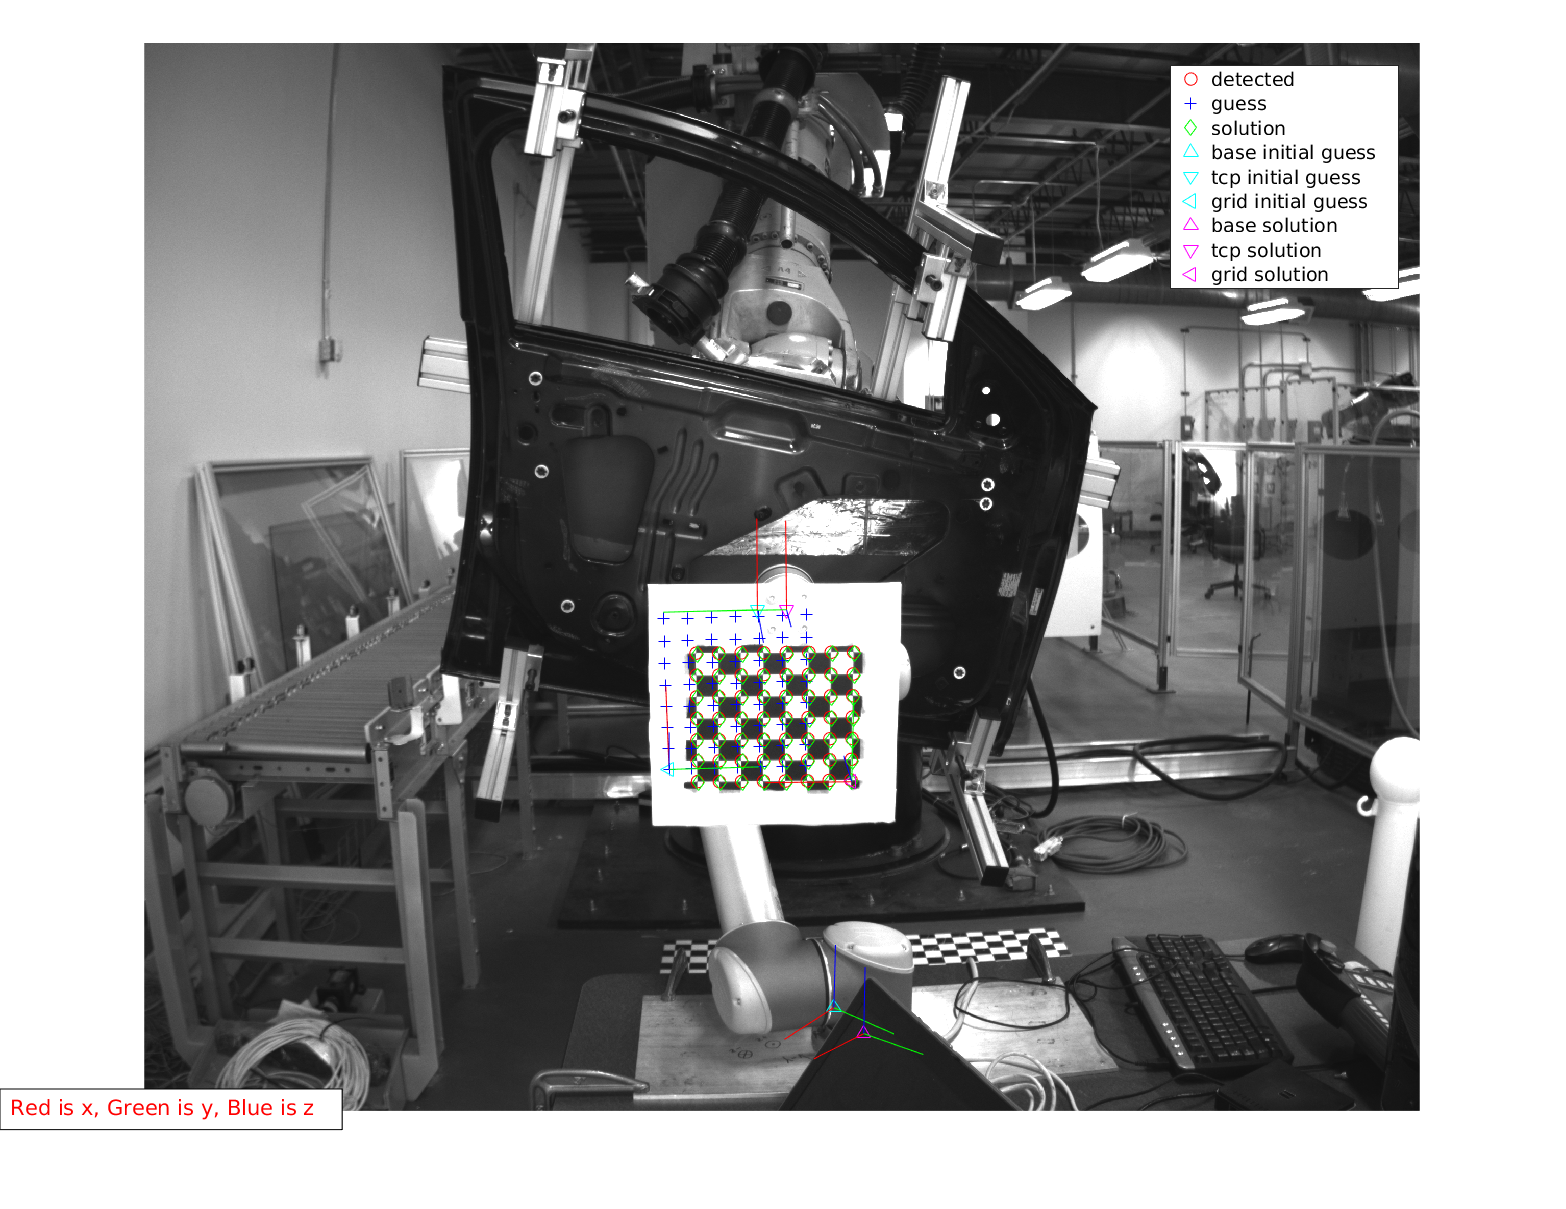 detected
guess
solution
base initial guess
tcp initial guess
grid initial guess
base solution
tcp solution
grid solution
Red is x, Green is y, Blue is z